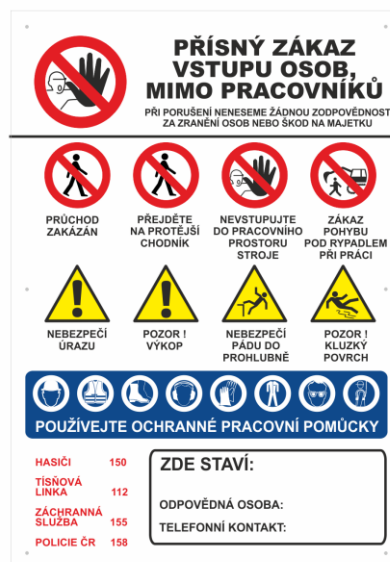 PŘÍSNÝ ZÁKAZ
VSTUPU OSOB,
MIMO PRACOVNÍKŮ
PŘI PORUŠENÍ NENESEME ŽÁDNOU ZODPOVĚDNOST
ZA ZRANĚNÍ OSOB NEBO ŠKOD NA MAJETKU
PRŮCHOD
ZAKÁZÁN
PŘEJDĚTE
NA PROTĚJŠÍ
CHODNÍK
NEVSTUPUJTE
DO PRACOVNÍHO
PROSTORU
STROJE
ZÁKAZ
POHYBU
POD RYPADLEM
PŘI PRÁCI
NEBEZPEČÍ
ÚRAZU
POZOR !
VÝKOP
NEBEZPEČÍ
PÁDU DO
PROHLUBNĚ
POZOR !
KLUZKÝ
POVRCH
POUŽÍVEJTE OCHRANNÉ PRACOVNÍ POMŮCKY
HASIČI 150
TÍSŇOVÁ
LINKA 112
ZÁCHRANNÁ
SLUŽBA 155
POLICIE ČR 158
ZDE STAVÍ:
ODPOVĚDNÁ OSOBA:
TELEFONNÍ KONTAKT: